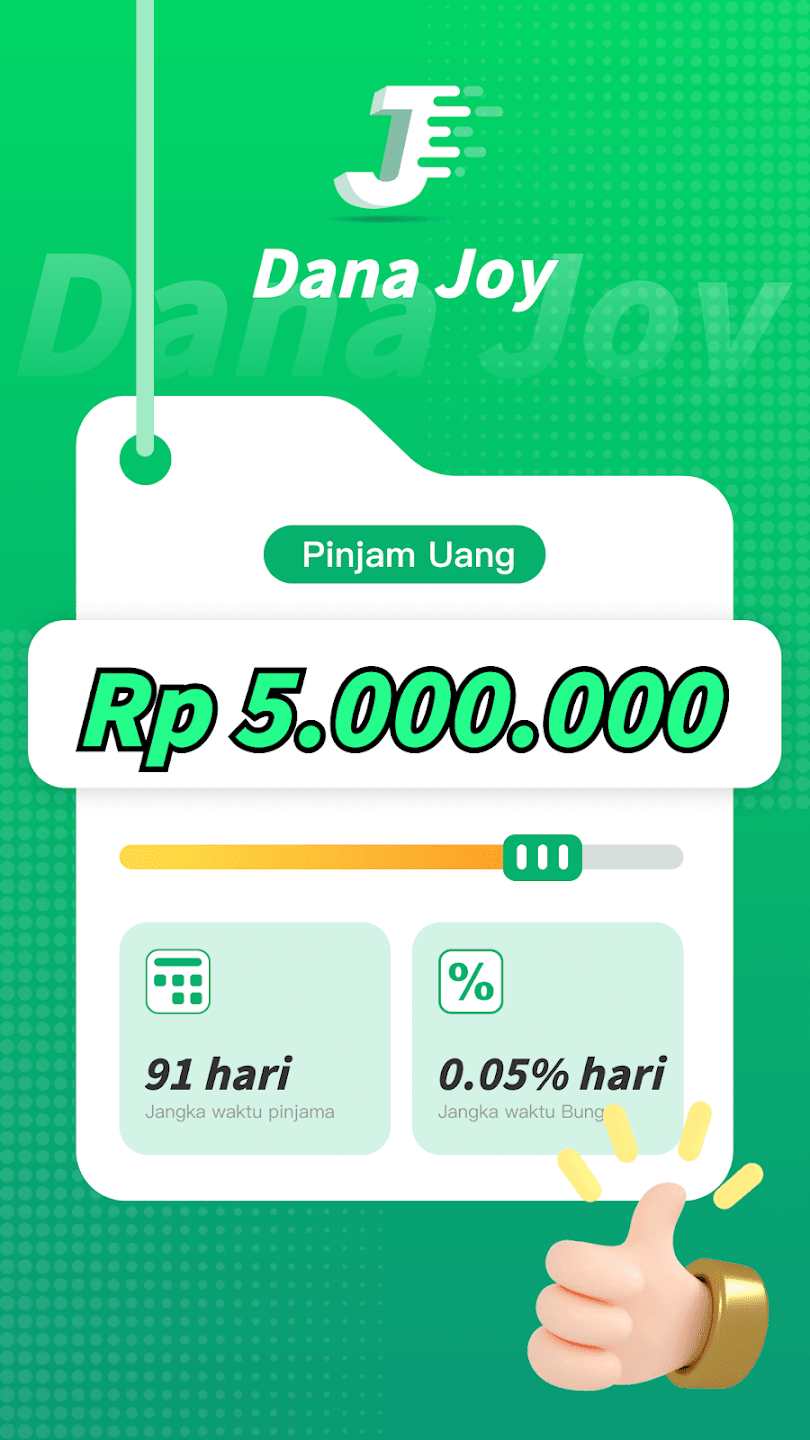 Dana Joy
Dana Joy
Pinjam Uang
Rp 5.000.000
%
91 hari
0.05% hari
Jangka waktu pinjama
Jangka waktu Bung